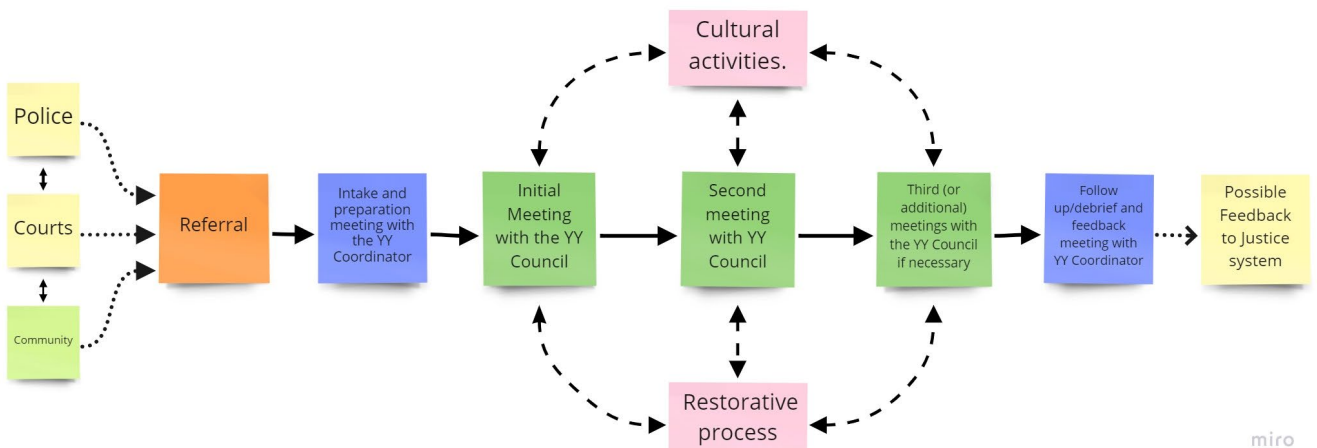 Cultural
activities.
Police
Courts
Community
Referral
Intake and
preparation
meeting with
the YY
Coordinator
Initial
Meeting
with the YY
Council
Second
meeting
with YY
Council
Third (or
additional)
meetings with
the YY Council
if necessary
Follow
up/debrief and
feedback
meeting with
YY Coordinator
Possible
Feedback
to Justice
system
Restorative
process
miro